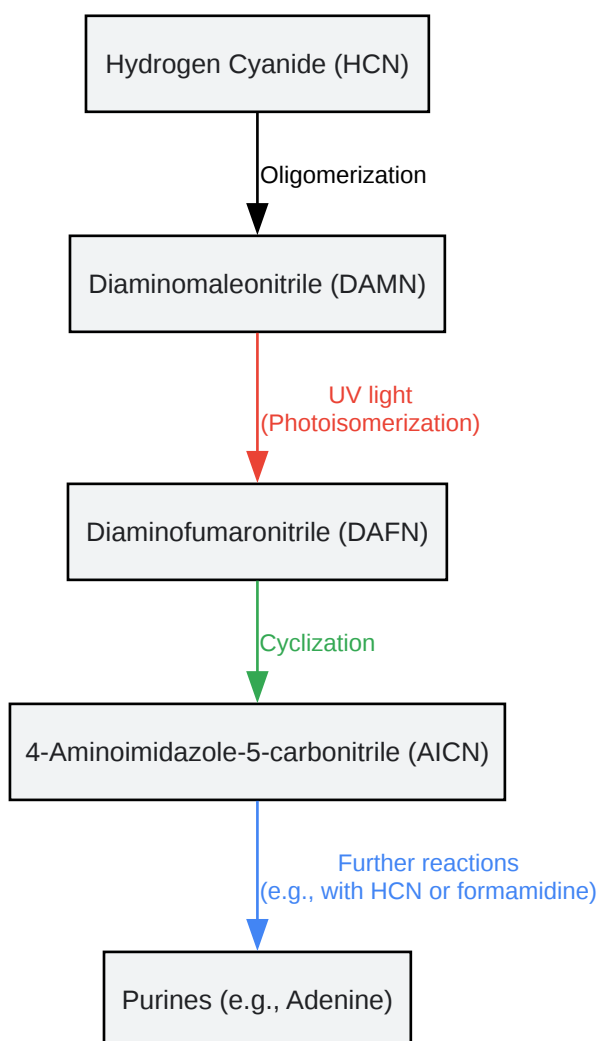 Hydrogen Cyanide (HCN)
Oligomerization
Diaminomaleonitrile (DAMN)
UV light
(Photoisomerization)
Diaminofumaronitrile (DAFN)
Cyclization
4-Aminoimidazole-5-carbonitrile (AICN)
Further reactions
(e.g., with HCN or formamidine)
Purines (e.g., Adenine)